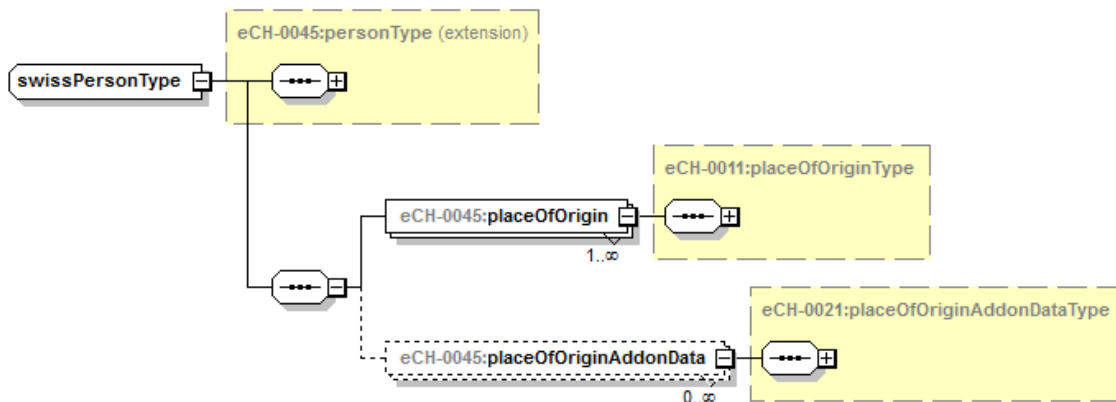 eCH-0045:personType (extension)
swissPersonType
eCH-0011:placeOfOriginType
eCH-0045:placeOfOrigin
1..∞
eCH-0021:placeOfOriginAddonDataType
eCH-0045:placeOfOriginAddonData
0..∞